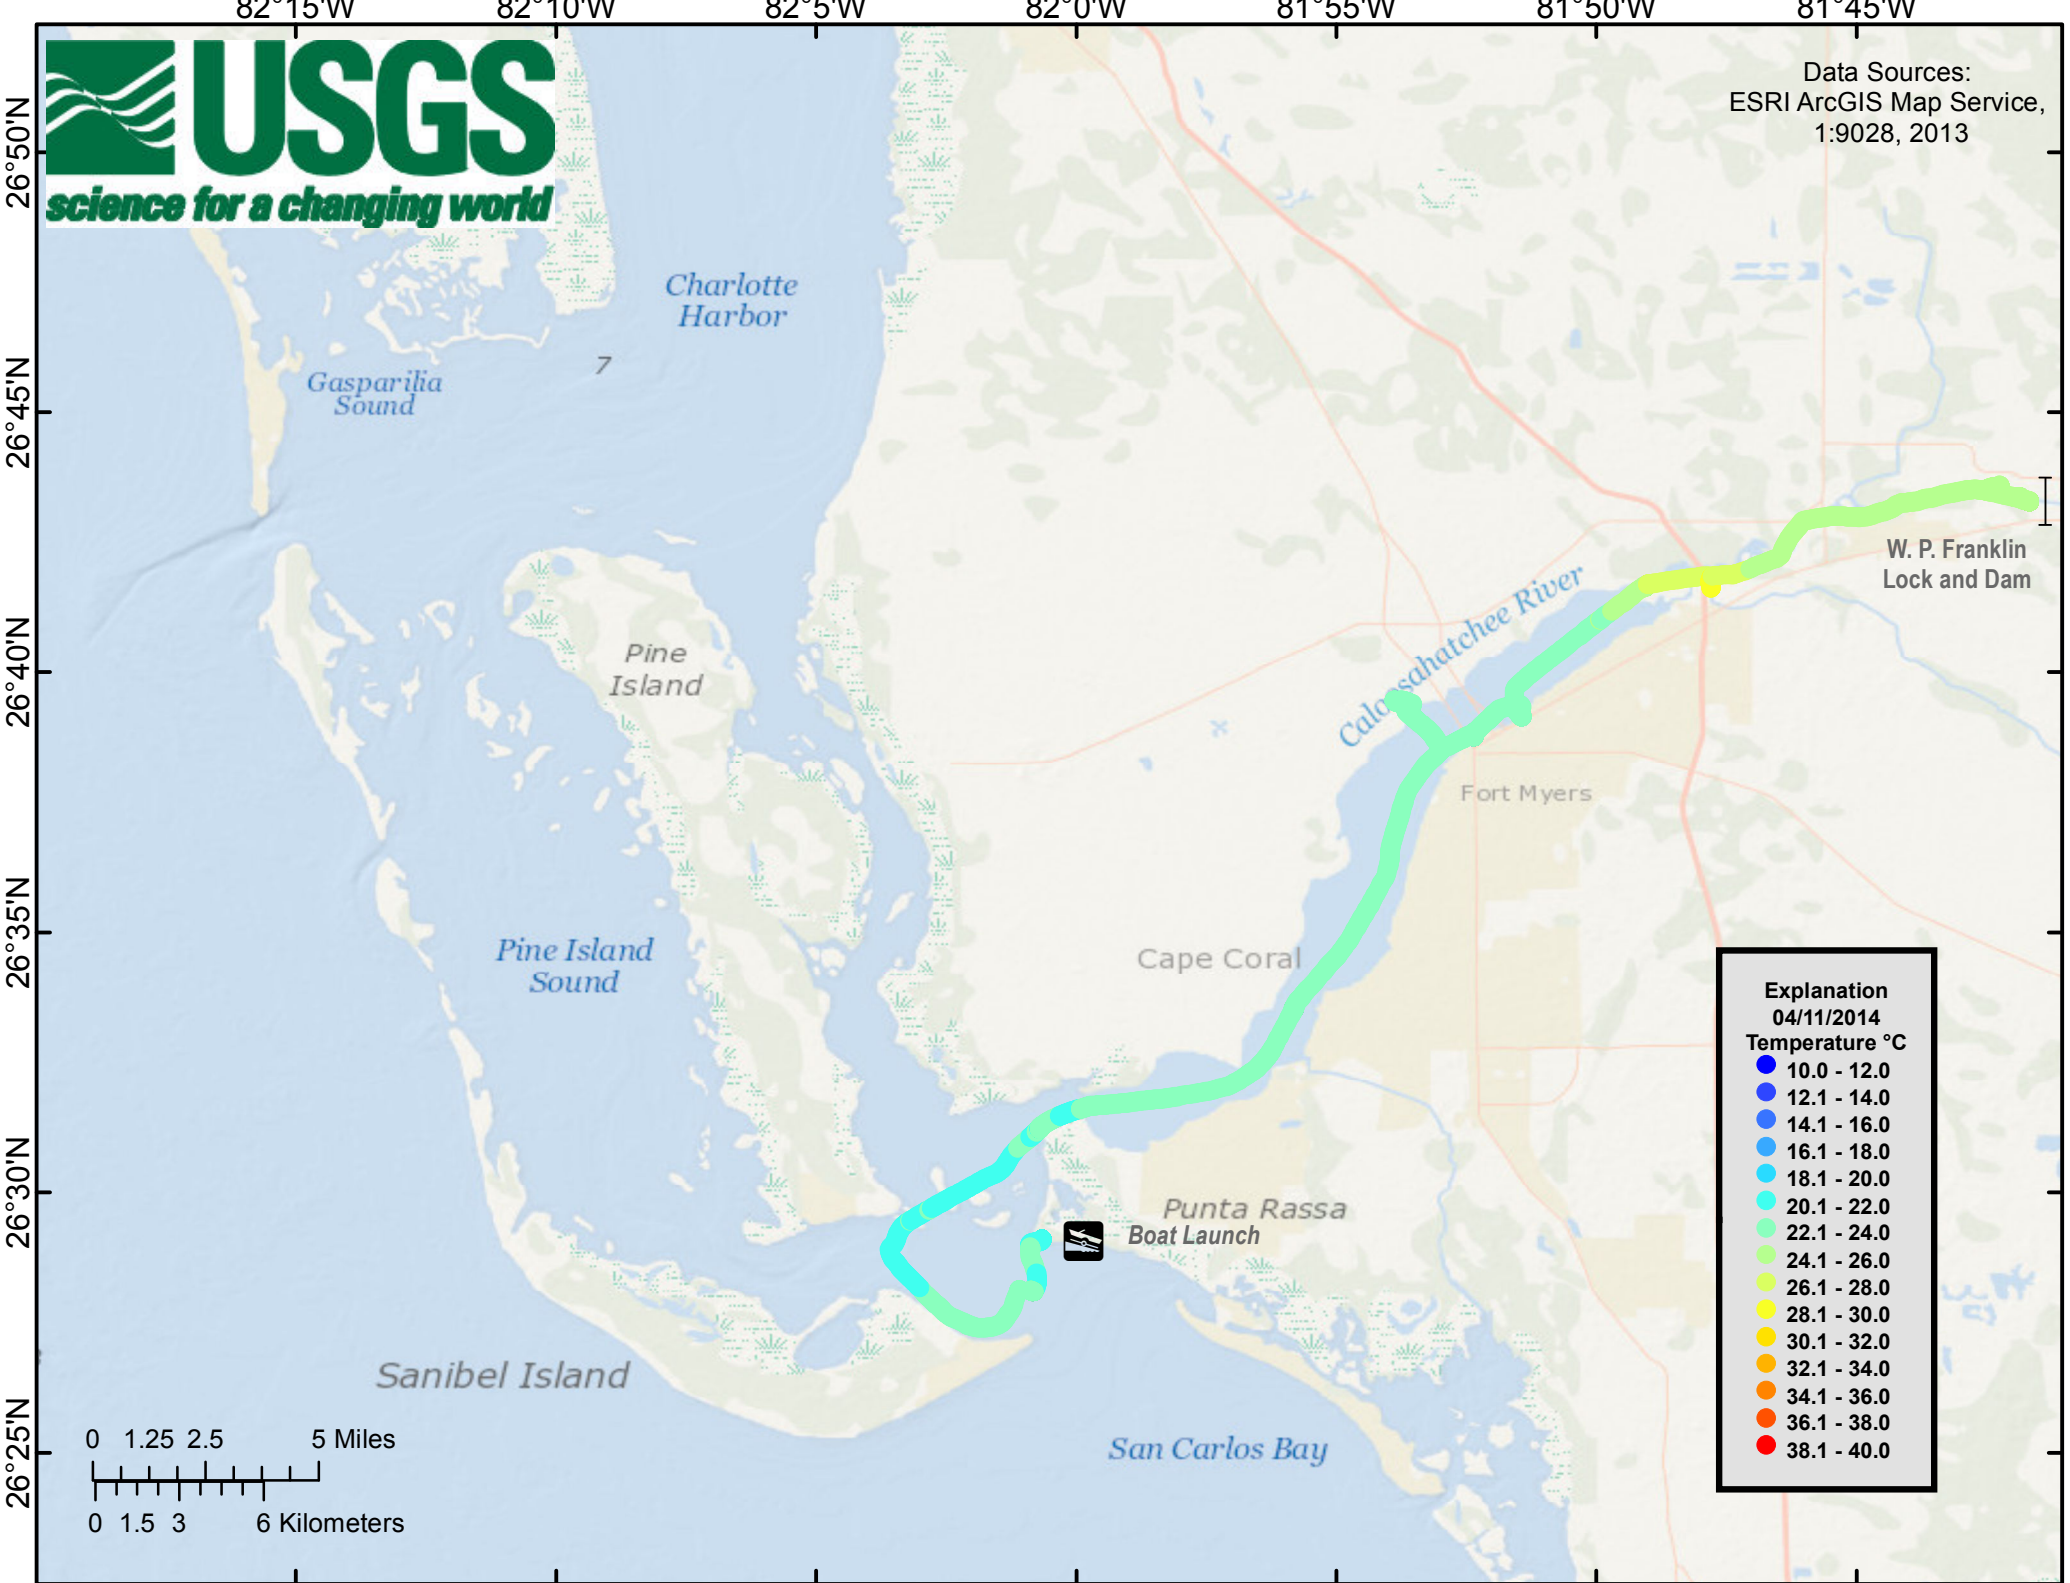 82°15'W 82°10'W 82°5'W 82°0'W 81°55'W 81°50'W 81°45'W
USGS
science for a changing world
Data Sources:
ESRI ArcGIS Map Service,
1:9028, 2013
26°50'N
26°45'N
26°40'N
26°35'N
26°30'N
26°25'N
Charlotte
Harbor
7
Gasparilia
Sound
W. P. Franklin
Lock and Dam
Caloosahatchee River
Pine
Island
Fort Myers
Pine Island
Sound
Cape Coral
Punta Rassa
Boat Launch
Sanibel Island
San Carlos Bay
Explanation
04/11/2014
Temperature °C
10.0 - 12.0
12.1 - 14.0
14.1 - 16.0
16.1 - 18.0
18.1 - 20.0
20.1 - 22.0
22.1 - 24.0
24.1 - 26.0
26.1 - 28.0
28.1 - 30.0
30.1 - 32.0
32.1 - 34.0
34.1 - 36.0
36.1 - 38.0
38.1 - 40.0
0 1.25 2.5 5 Miles
0 1.5 3 6 Kilometers